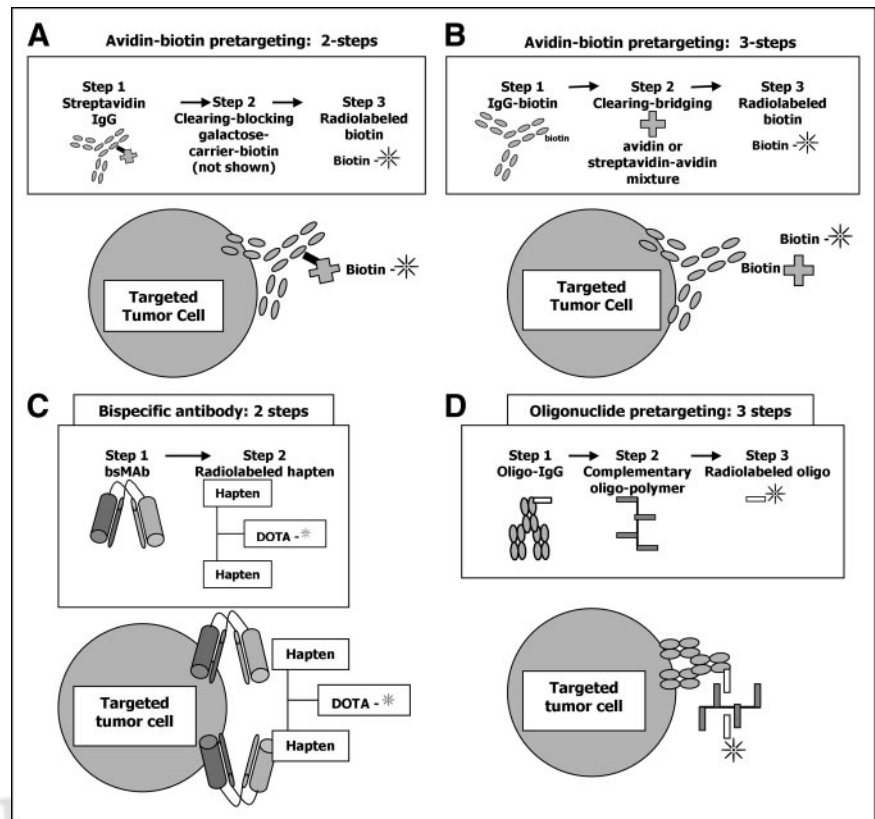 A
Avidin-biotin pretargeting: 2-steps
Step 1
Streptavidin
IgG
Step 2
Clearing-blocking
galactose-
carrier-biotin
(not shown)
Step 3
Radiolabeled
biotin
Biotin -
Targeted
Tumor Cell
Biotin -
B
Avidin-biotin pretargeting: 3-steps
Step 1
IgG-biotin
biotin
Step 2
Clearing-bridging
avidin or
streptavidin-avidin
mixture
Step 3
Radiolabeled
biotin
Biotin -
Targeted
Tumor Cell
Biotin -
Biotin
C
Bispecific antibody: 2 steps
Step 1
bsMAb
Step 2
Radiolabeled hapten
Hapten
DOTA -
Hapten
Targeted
tumor cell
Hapten
DOTA -
Hapten
D
Oligonuclide pretargeting: 3 steps
Step 1
Oligo-IgG
Step 2
Complementary
oligo-polymer
Step 3
Radiolabeled oligo
Targeted
tumor cell